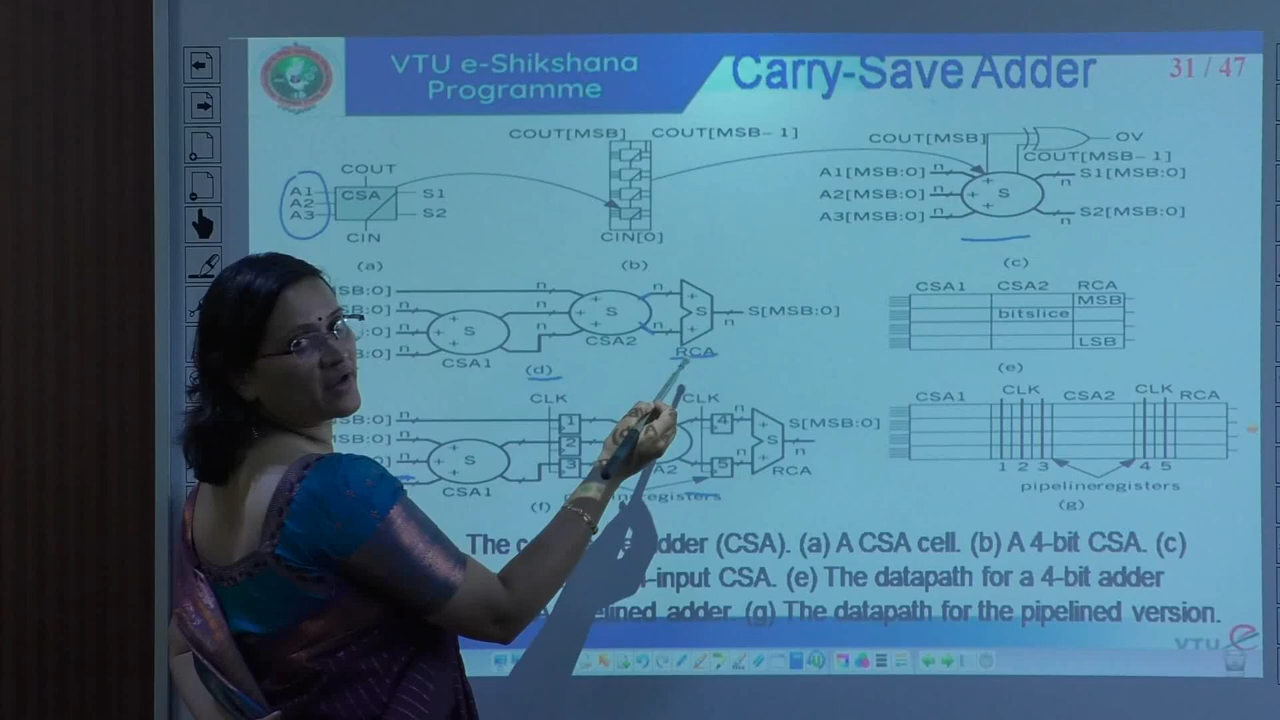 VTU e-Shikshana
Programme
Carry-Save Adder
31 / 47
COUT[MSB] COUT[MSB-1]
COUT
A1
A2
A3
CSA
S1
S2
CIN
CIN[0]
(a)
(b)
COUT[MSB]
OV
COUT[MSB-1]
A1[MSB:0]
A2[MSB:0]
A3[MSB:0]
n
n
n
+
+
+
S
n
n
S1[MSB:0]
S2[MSB:0]
(c)
n
n
n
+
+
+
S
CSA1
n
n
n
+
+
+
S
CSA2
n
n
+
+
S
RCA
n
S[MSB:0]
(d)
CSA1 CSA2 RCA
MSB
bitslice
LSB
(e)
CLK
CLK
n
n
n
+
+
+
S
CSA1
1
2
3
4
5
n
n
+
+
S
RCA
n
S[MSB:0]
(f)
CSA1 CLK CSA2 CLK RCA
1 2 3 4 5
pipelineregisters
(g)
The dder (CSA). (a) A CSA cell. (b) A 4-bit CSA. (c)
-input CSA. (e) The datapath for a 4-bit adder
adder. (g) The datapath for the pipelined version.
VTU e